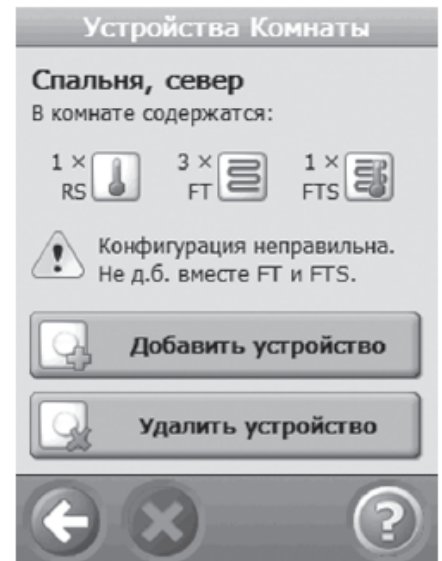 Устройства Комнаты
Спальня, север
В комнате содержатся:
1 × RS
3 × FT
1 × FTS
Конфигурация неправильна.
Не д.б. вместе FT и FTS.
Добавить устройство
Удалить устройство
?